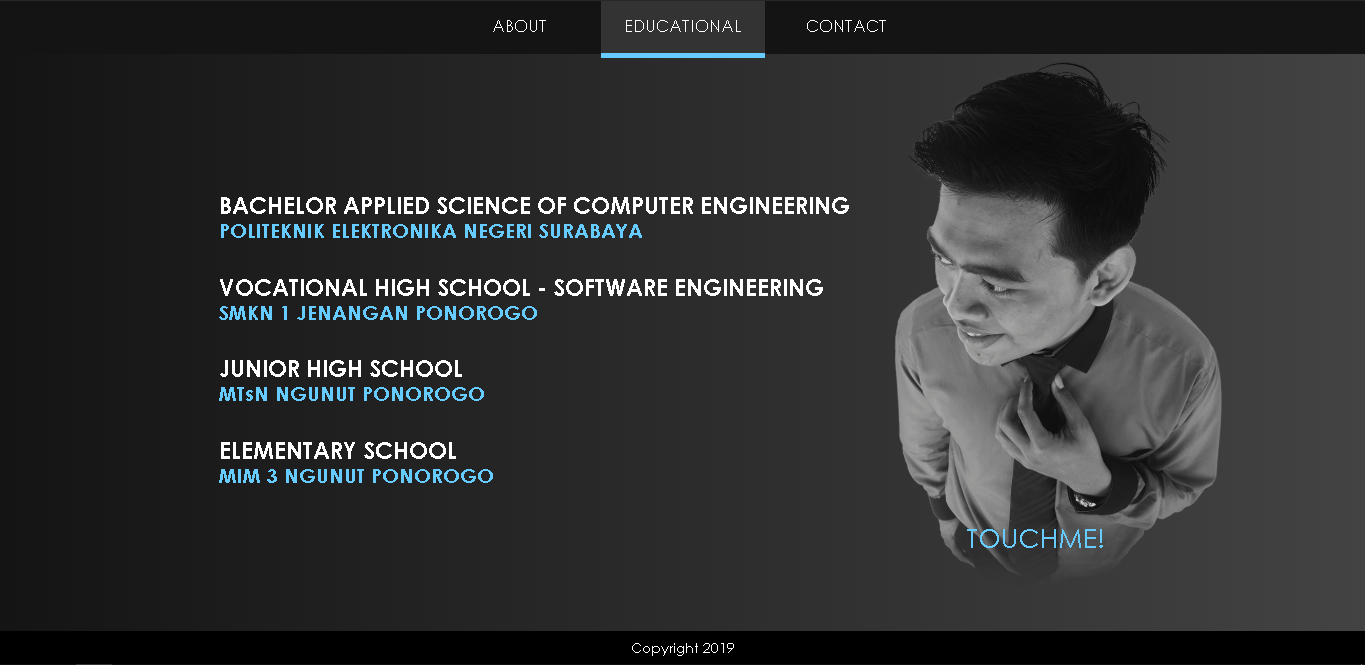 ABOUT
EDUCATIONAL
CONTACT
BACHELOR APPLIED SCIENCE OF COMPUTER ENGINEERING
POLITEKNIK ELEKTRONIKA NEGERI SURABAYA
VOCATIONAL HIGH SCHOOL - SOFTWARE ENGINEERING
SMKN 1 JENANGAN PONOROGO
JUNIOR HIGH SCHOOL
MTsN NGUNUT PONOROGO
ELEMENTARY SCHOOL
MIM 3 NGUNUT PONOROGO
TOUCHME!
Copyright 2019